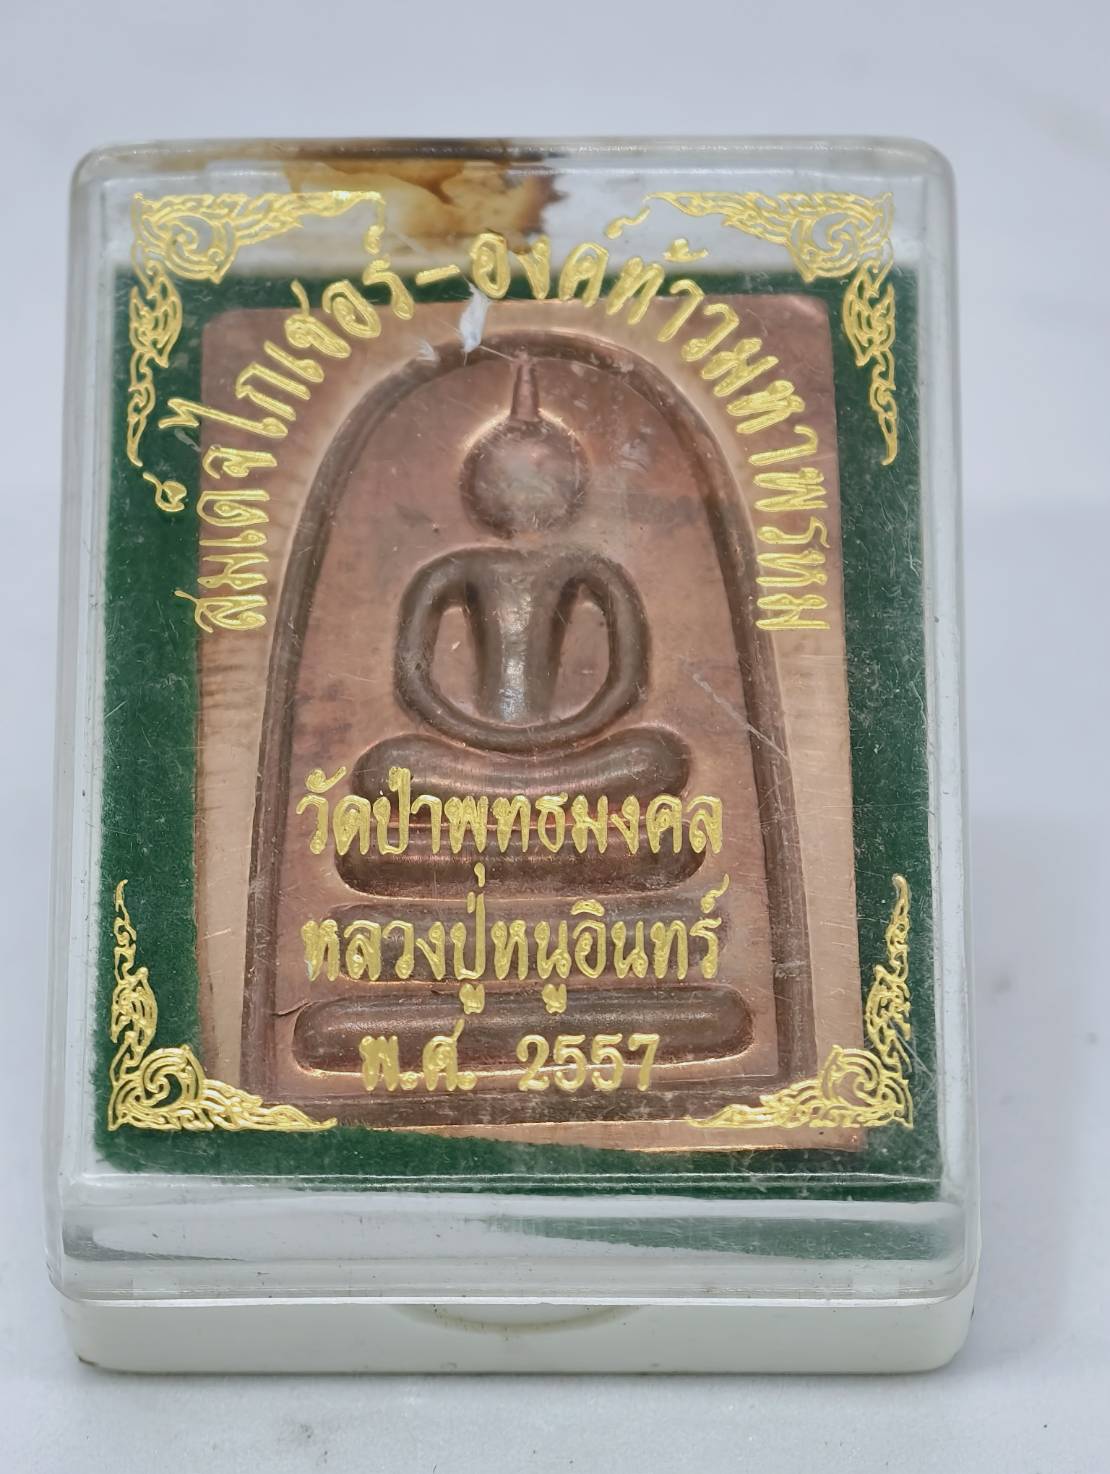 สมเด็จไกเซอร์-องค์ท้าวมหาพรหม
วัดป่าพุทธมงคล
หลวงปู่หนูอินทร์
พ.ศ. 2557